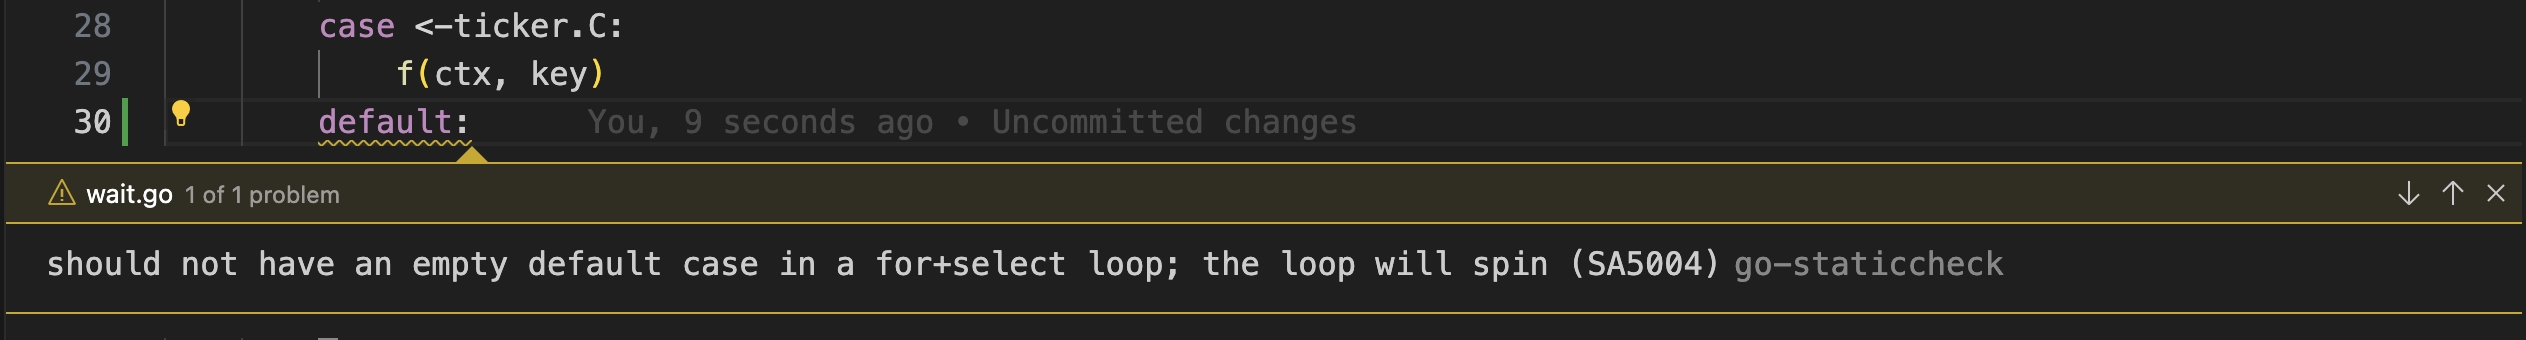 28 case <-ticker.C:
29 f(ctx, key)
30 default: You, 9 seconds ago • Uncommitted changes
wait.go 1 of 1 problem
should not have an empty default case in a for+select loop; the loop will spin (SA5004) go-staticcheck